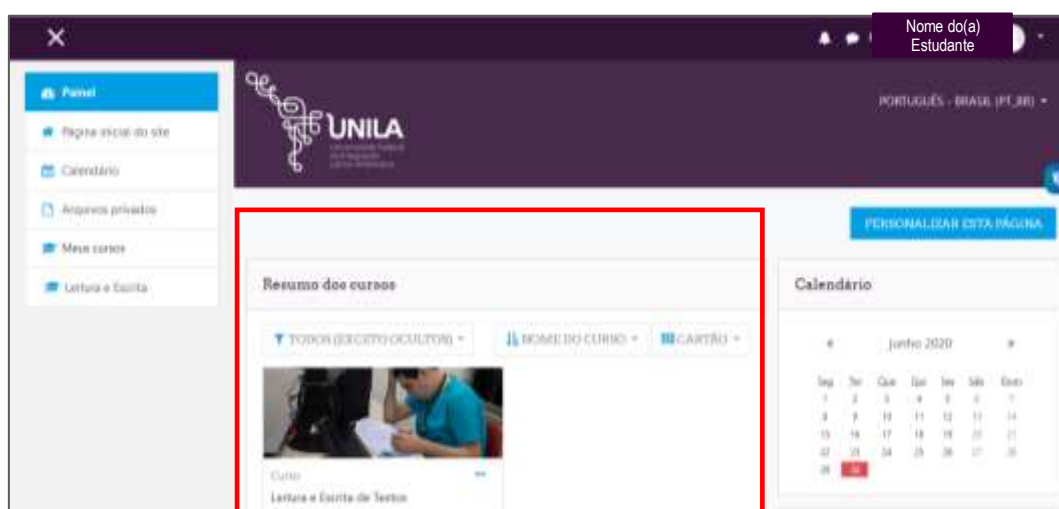 Nome do(a)
Estudante
Painel
Página inicial do site
Calendário
Arquivos privados
Meus cursos
Leitura e Escrita
UNILA
Universidade Federal
PORTUGUÊS - BRASIL (PT_BR)
PERSONALIZAR ESTA PÁGINA
Resumo dos cursos
TODOS (EXCETO OCULTOS)
NOME DO CURSO
CARTÃO
Curso
Leitura e Escrita de Textos
Calendário
junho 2020
Seg Ter Qua Qui Sex Sáb Dom
1 2 3 4 5 6 7
8 9 10 11 12 13 14
15 16 17 18 19 20 21
22 23 24 25 26 27 28
29 30